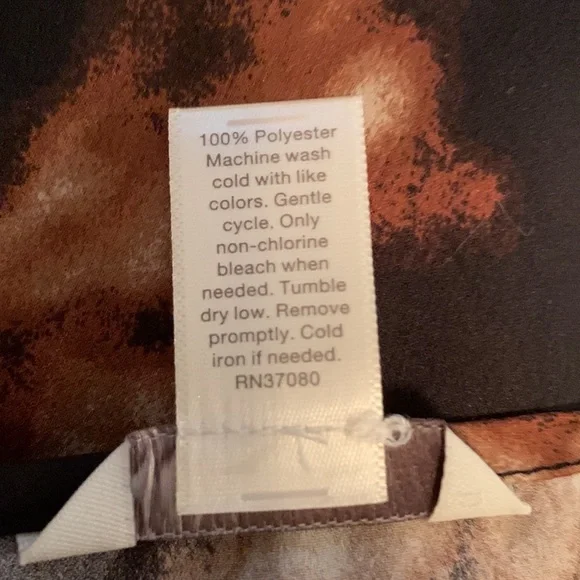 100% Polyester
Machine wash
cold with like
colors. Gentle
cycle. Only
non-chlorine
bleach when
needed. Tumble
dry low. Remove
promptly. Cold
iron if needed.
RN37080